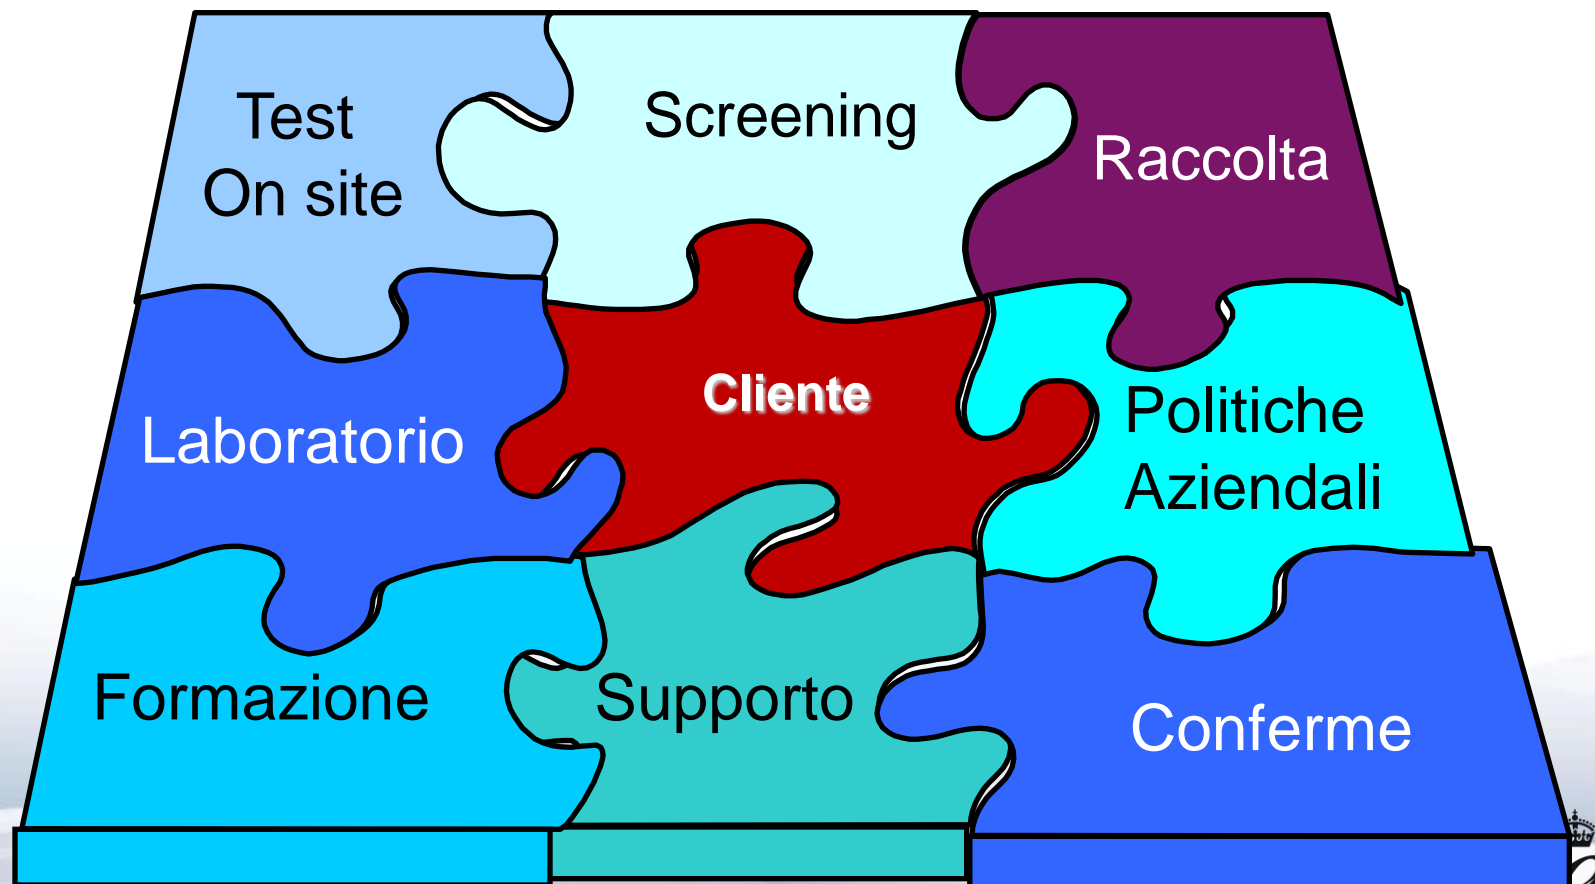 Test
On site
Screening
Raccolta
Laboratorio
Cliente
Politiche
Aziendali
Formazione
Supporto
Conferme